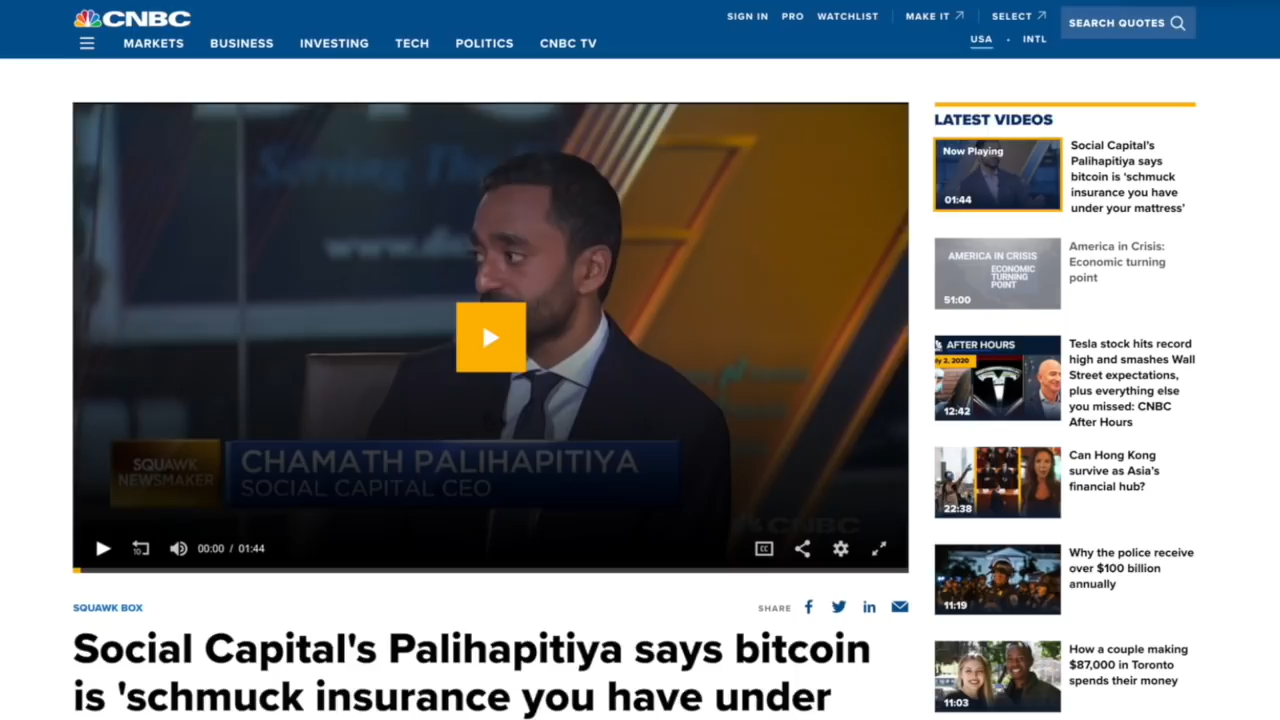 CNBC
SIGN IN PRO WATCHLIST MAKE IT SELECT
USA · INTL
SEARCH QUOTES
MARKETS BUSINESS INVESTING TECH POLITICS CNBC TV
SQUAWK
NEWSMAKER
CHAMATH PALIHAPITIYA
SOCIAL CAPITAL CEO
CNBC
10
00:00 / 01:44
CC
SQUAWK BOX
SHARE
Social Capital's Palihapitiya says bitcoin
is 'schmuck insurance you have under
LATEST VIDEOS
Now Playing
01:44
Social Capital's
Palihapitiya says
bitcoin is 'schmuck
insurance you have
under your mattress'
AMERICA IN CRISIS
ECONOMIC
TURNING
POINT
51:00
America in Crisis:
Economic turning
point
AFTER HOURS
ly 2, 2020
12:42
Tesla stock hits record
high and smashes Wall
Street expectations,
plus everything else
you missed: CNBC
After Hours
22:38
Can Hong Kong
survive as Asia's
financial hub?
11:19
Why the police receive
over $100 billion
annually
11:03
How a couple making
$87,000 in Toronto
spends their money